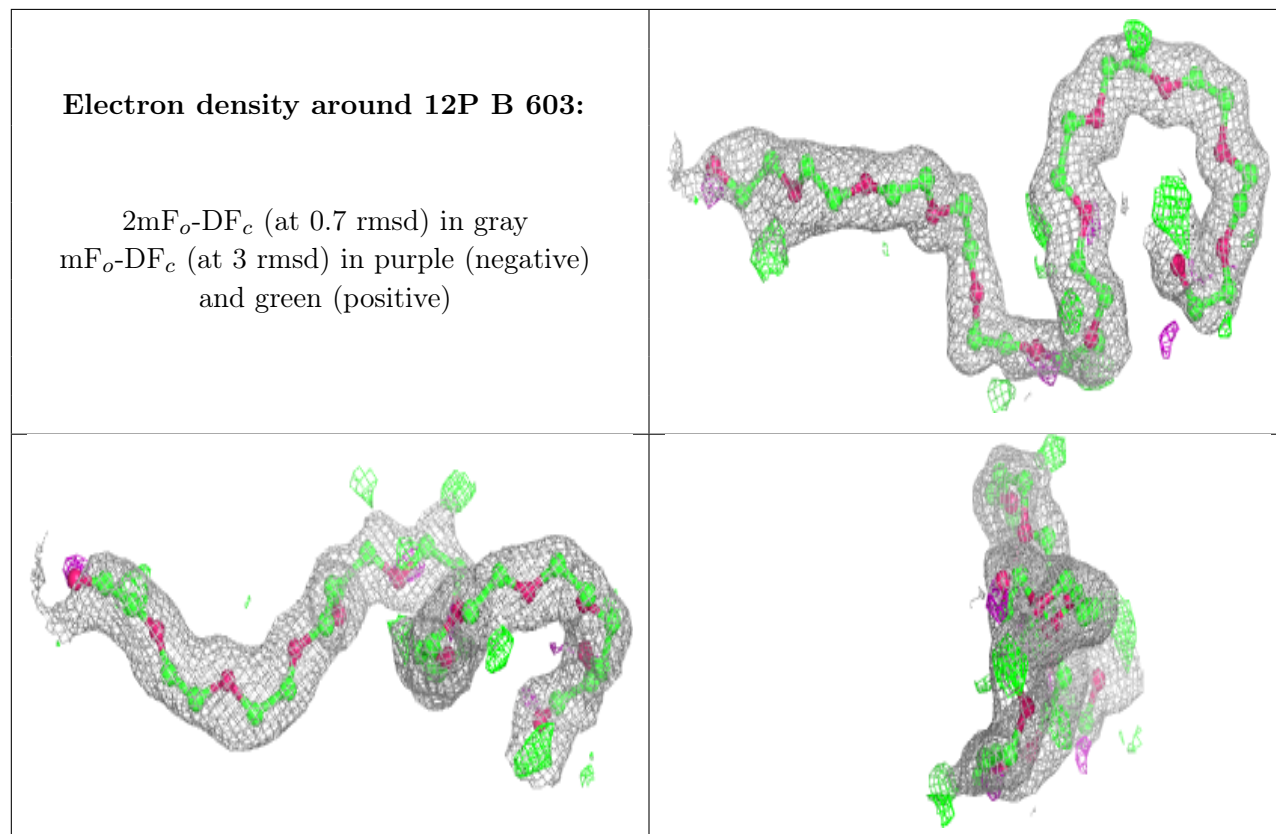 Electron density around 12P B 603:
2mFₒ-DF𝒸 (at 0.7 rmsd) in gray
mFₒ-DF𝒸 (at 3 rmsd) in purple (negative)
and green (positive)